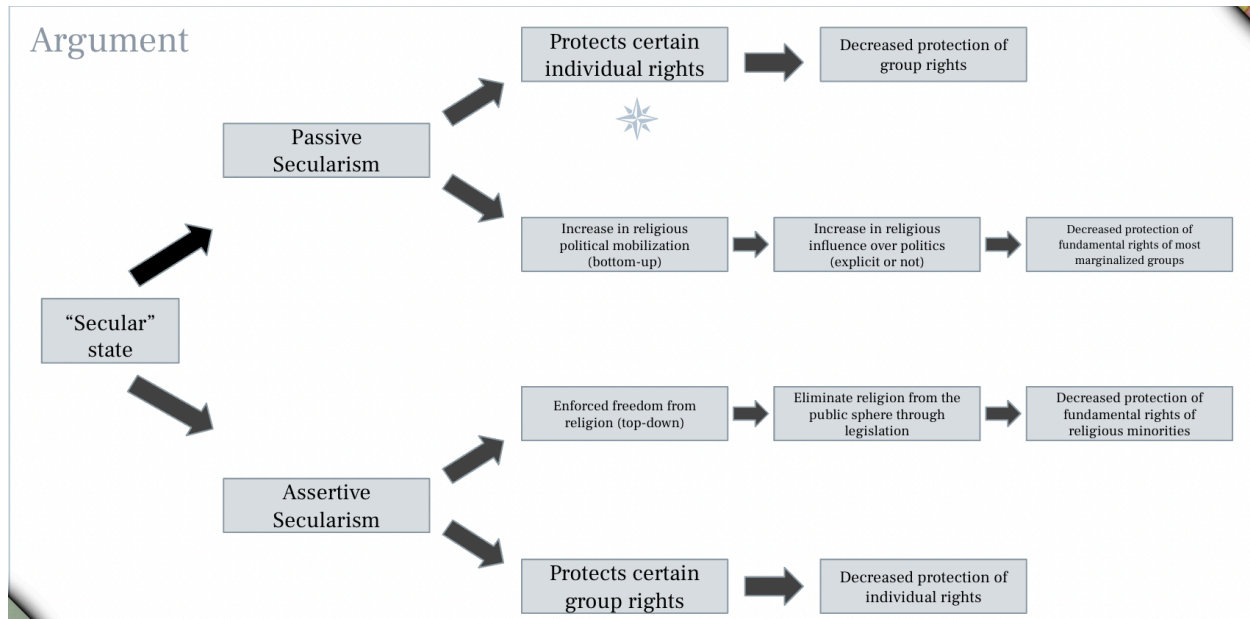 Argument
Protects certain
individual rights
Decreased protection of
group rights
Passive
Secularism
Increase in religious
political mobilization
(bottom-up)
Increase in religious
influence over politics
(explicit or not)
Decreased protection of
fundamental rights of most
marginalized groups
“Secular”
state
Enforced freedom from
religion (top-down)
Eliminate religion from the
public sphere through
legislation
Decreased protection of
fundamental rights of
religious minorities
Assertive
Secularism
Protects certain
group rights
Decreased protection of
individual rights